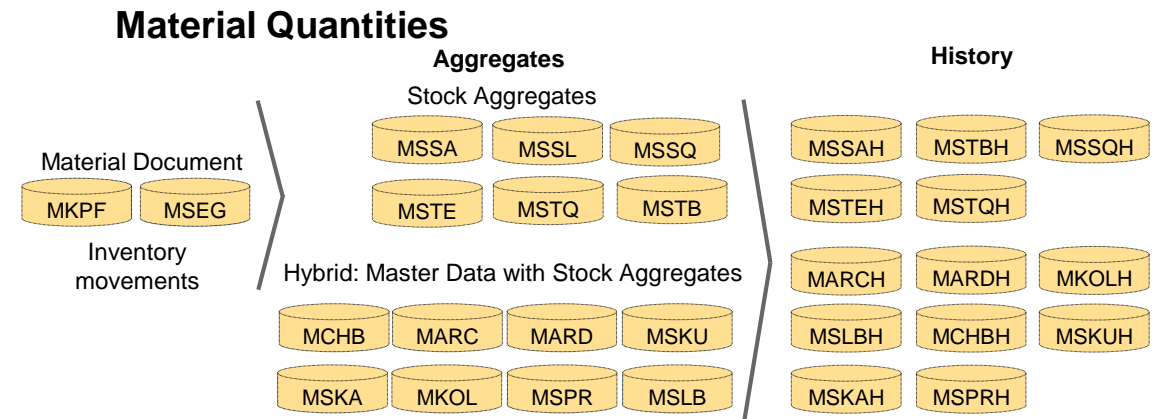 Material Quantities
Aggregates
History
Stock Aggregates
MSSA MSSL MSSQ
MSSAH MSTBH MSSQH
Material Document
MKPF MSEG
MSTE MSTQ MSTB
MSTEH MSTQH
Inventory
movements
Hybrid: Master Data with Stock Aggregates
MARCH MARDH MKOLH
MCHB MARC MARD MSKU
MSLBH MCHBH MSKUH
MSKA MKOL MSPR MSLB
MSKAH MSPRH